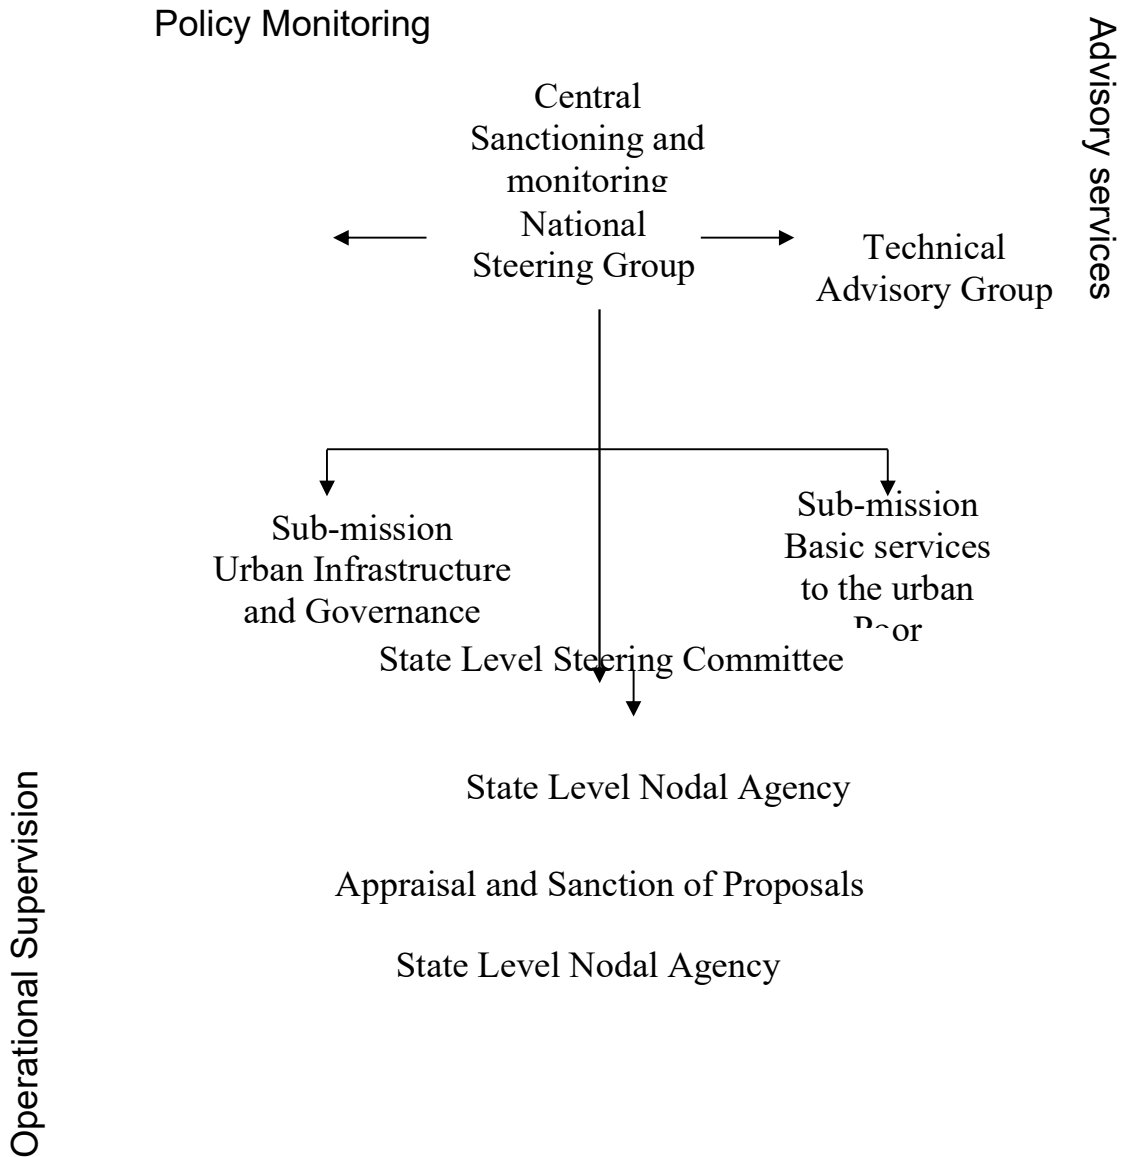 Policy Monitoring
Advisory services
Central
Sanctioning and
monitoring
National
Steering Group
Technical
Advisory Group
Sub-mission
Urban Infrastructure
and Governance
Sub-mission
Basic services
to the urban
Poor
State Level Steering Committee
State Level Nodal Agency
Appraisal and Sanction of Proposals
State Level Nodal Agency
Operational Supervision